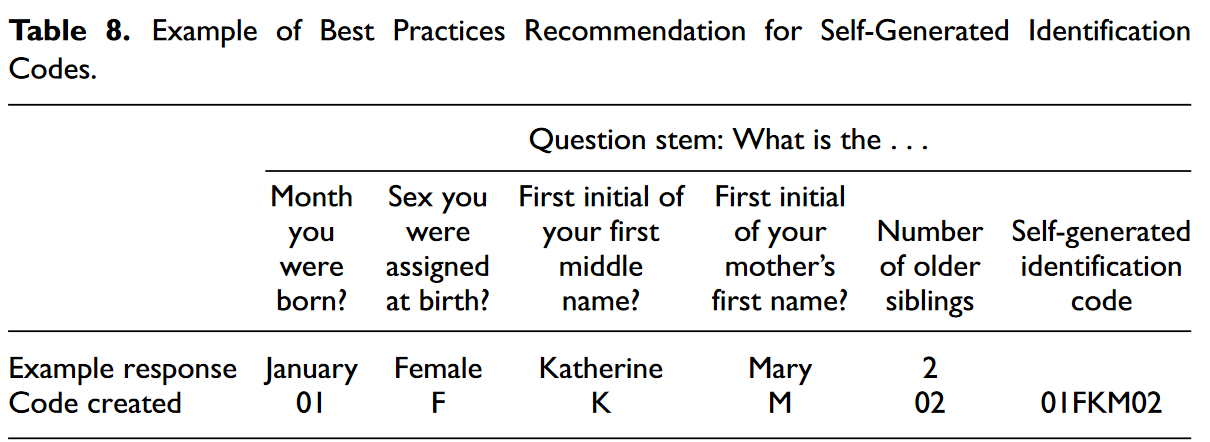 Table 8. Example of Best Practices Recommendation for Self-Generated Identification
Codes.
Question stem: What is the . . .
Month you were born?
Sex you were assigned at birth?
First initial of your first middle name?
First initial of your mother's first name?
Number of older siblings
Self-generated identification code
Example response January Female Katherine Mary 2
Code created 01 F K M 02 01FKM02